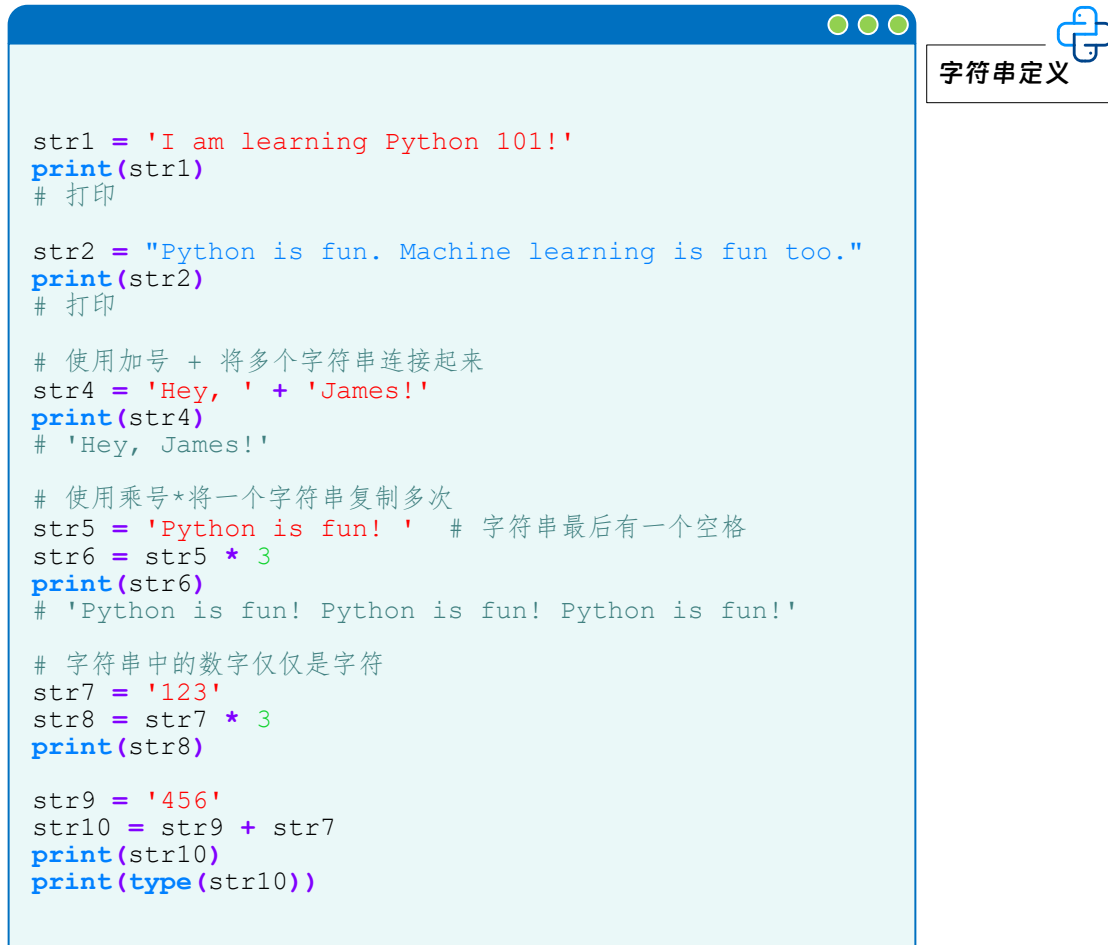 字符串定义
str1 = 'I am learning Python 101!'
print(str1)
# 打印
str2 = "Python is fun. Machine learning is fun too."
print(str2)
# 打印
# 使用加号 + 将多个字符串连接起来
str4 = 'Hey, ' + 'James!'
print(str4)
# 'Hey, James!'
# 使用乘号*将一个字符串复制多次
str5 = 'Python is fun! '  # 字符串最后有一个空格
str6 = str5 * 3
print(str6)
# 'Python is fun! Python is fun! Python is fun!'
# 字符串中的数字仅仅是字符
str7 = '123'
str8 = str7 * 3
print(str8)
str9 = '456'
str10 = str9 + str7
print(str10)
print(type(str10))